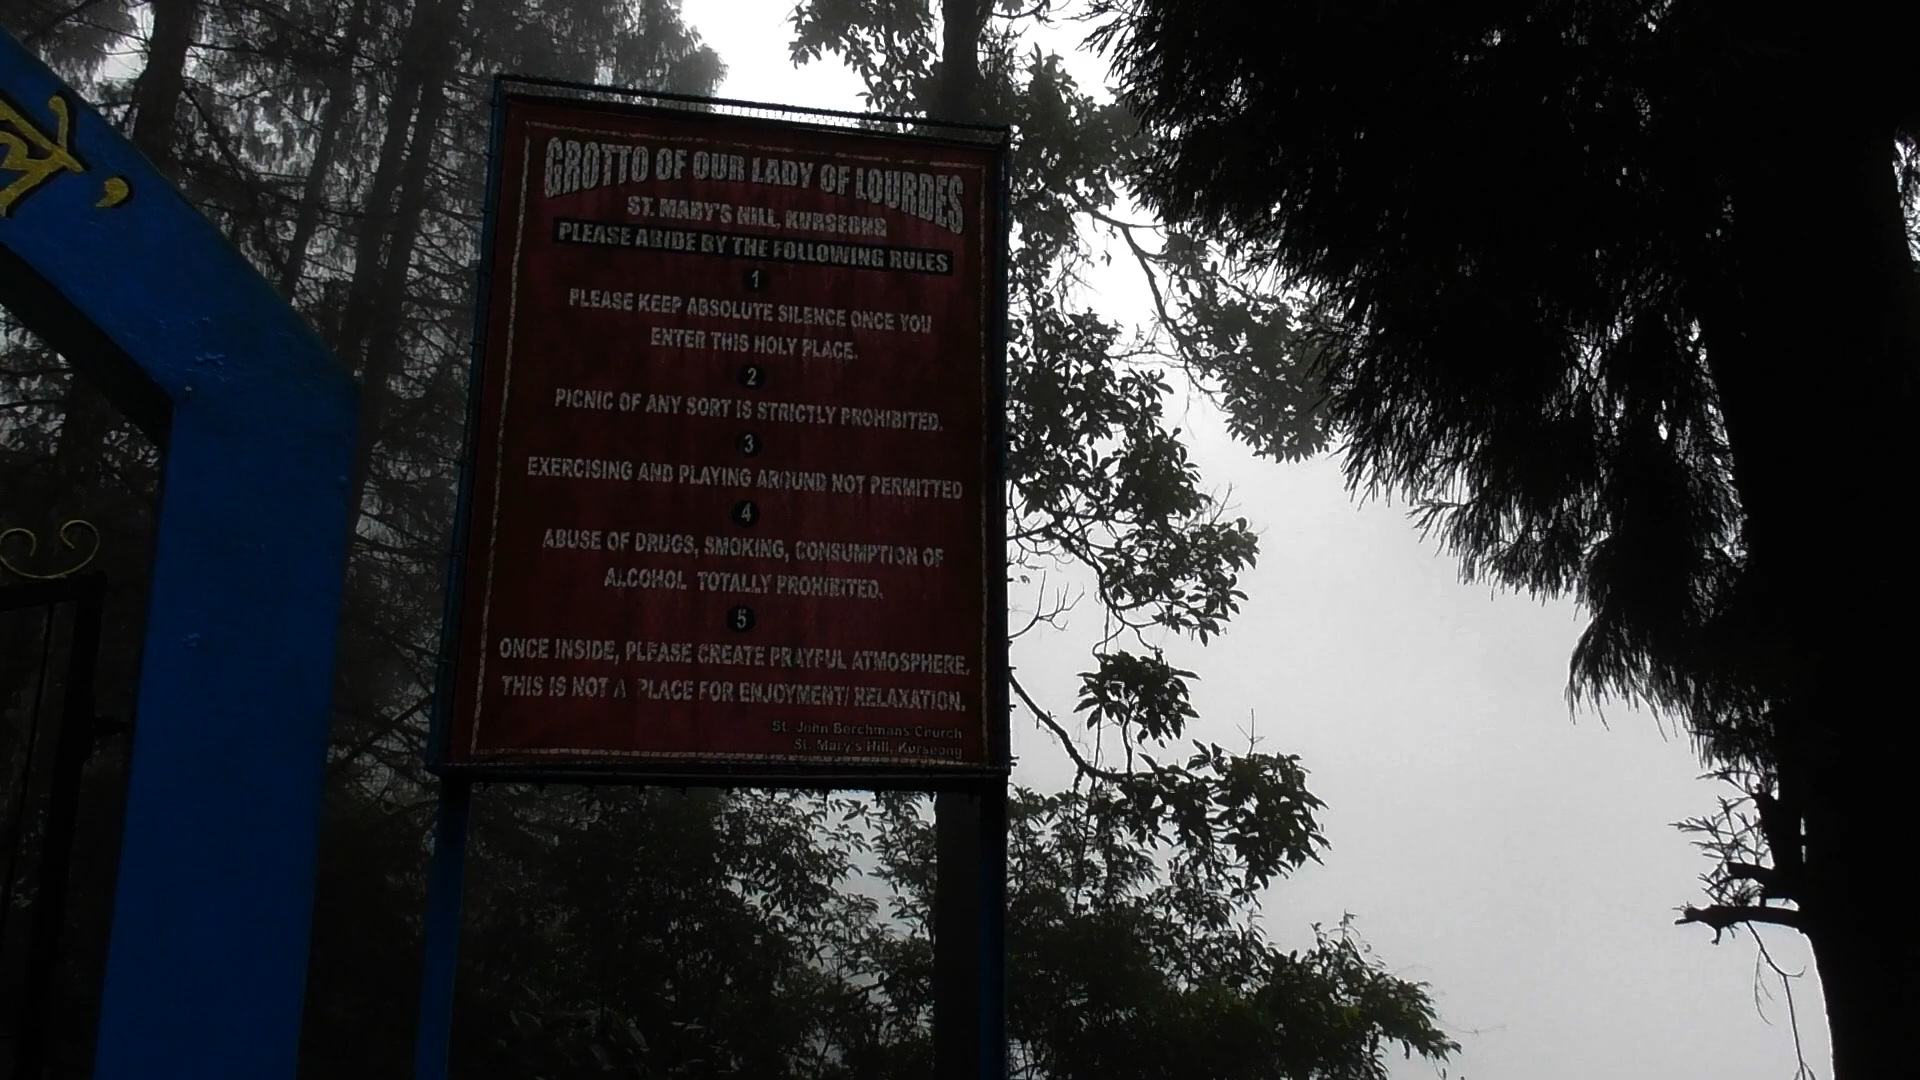 GROTTO OF OUR LADY OF LOURDES
ST. MARY'S HILL, KURSEONG
PLEASE ABIDE BY THE FOLLOWING RULES
1
PLEASE KEEP ABSOLUTE SILENCE ONCE YOU
ENTER THIS HOLY PLACE.
2
PICNIC OF ANY SORT IS STRICTLY PROHIBITED.
3
EXERCISING AND PLAYING AROUND NOT PERMITTED
4
ABUSE OF DRUGS, SMOKING, CONSUMPTION OF
ALCOHOL TOTALLY PROHIBITED.
5
ONCE INSIDE, PLEASE CREATE PRAYFUL ATMOSPHERE.
THIS IS NOT A PLACE FOR ENJOYMENT/ RELAXATION.
St. John Berchmans Church
St. Mary's Hill, Kurseong